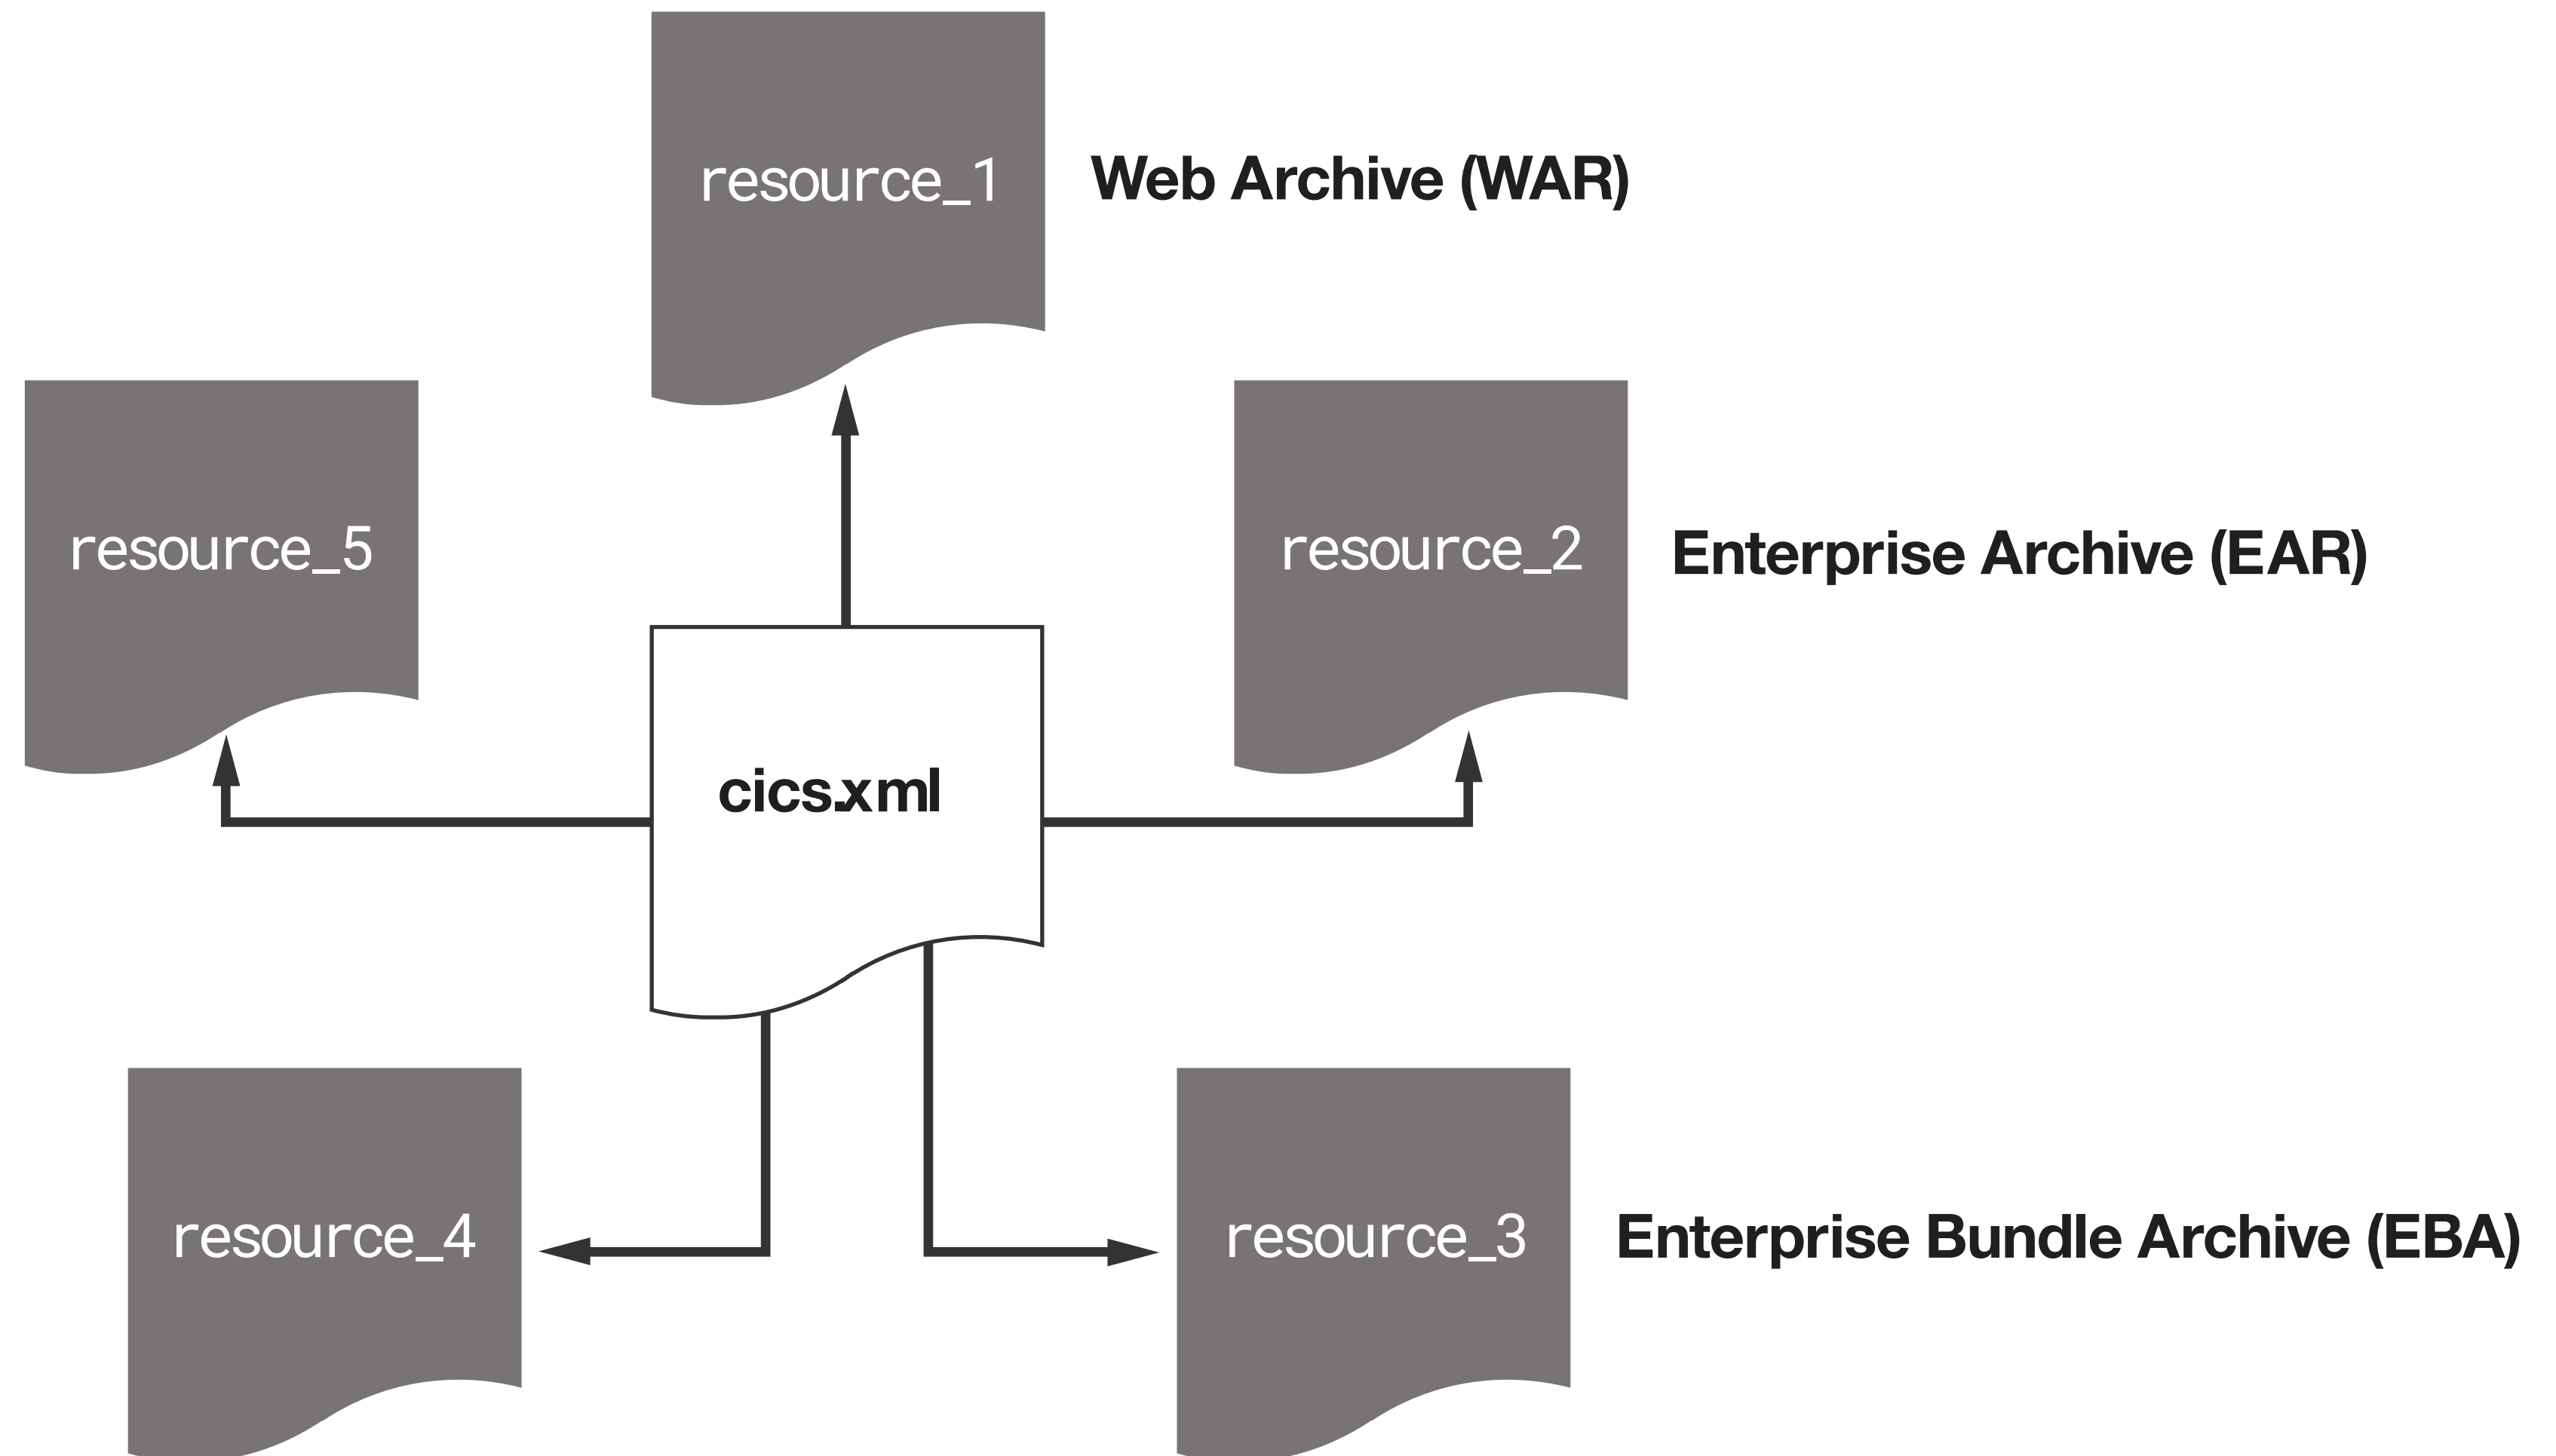 resource_1
Web Archive (WAR)
resource_5
resource_2
Enterprise Archive (EAR)
cics.xml
resource_4
resource_3
Enterprise Bundle Archive (EBA)